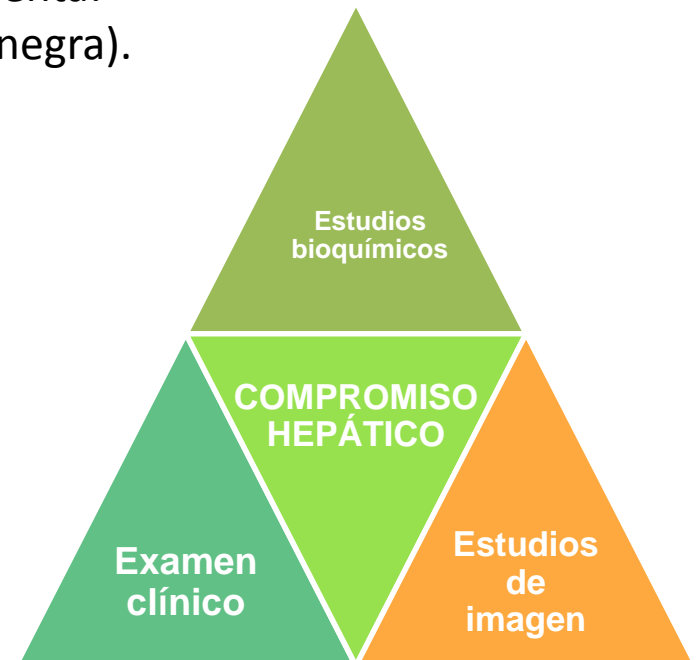 negra).
Estudios
bioquímicos
COMPROMISO
HEPÁTICO
Examen
clínico
Estudios
de
imagen